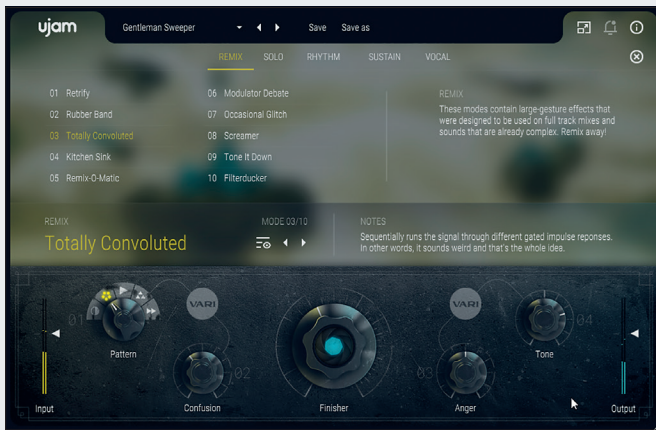 ujam
Gentleman Sweeper
Save
Save as
REMIX
SOLO
RHYTHM
SUSTAIN
VOCAL
01 Retrify
02 Rubber Band
03 Totally Convoluted
04 Kitchen Sink
05 Remix-O-Matic
06 Modulator Debate
07 Occasional Glitch
08 Screamer
09 Tone It Down
10 Filterducker
REMIX
These modes contain large-gesture effects that
were designed to be used on full track mixes and
sounds that are already complex. Remix away!
REMIX
MODE 03/10
Totally Convoluted
NOTES
Sequentially runs the signal through different gated impulse reponses.
In other words, it sounds weird and that's the whole idea.
01
VARI
VARI
04
Pattern
Tone
02
03
Input
Confusion
Finisher
Anger
Output